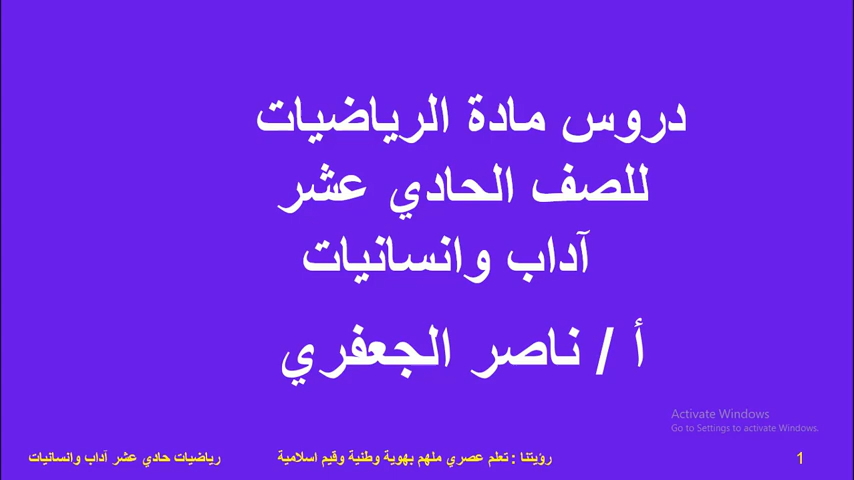 دروس مادة الرياضيات
للصف الحادي عشر
آداب وانسانيات
أ / ناصر الجعفري
Activate Windows
Go to Settings to activate Windows.
رياضيات حادي عشر آداب وانسانيات
رؤيتنا : تعلم عصري ملهم بهوية وطنية وقيم اسلامية
1